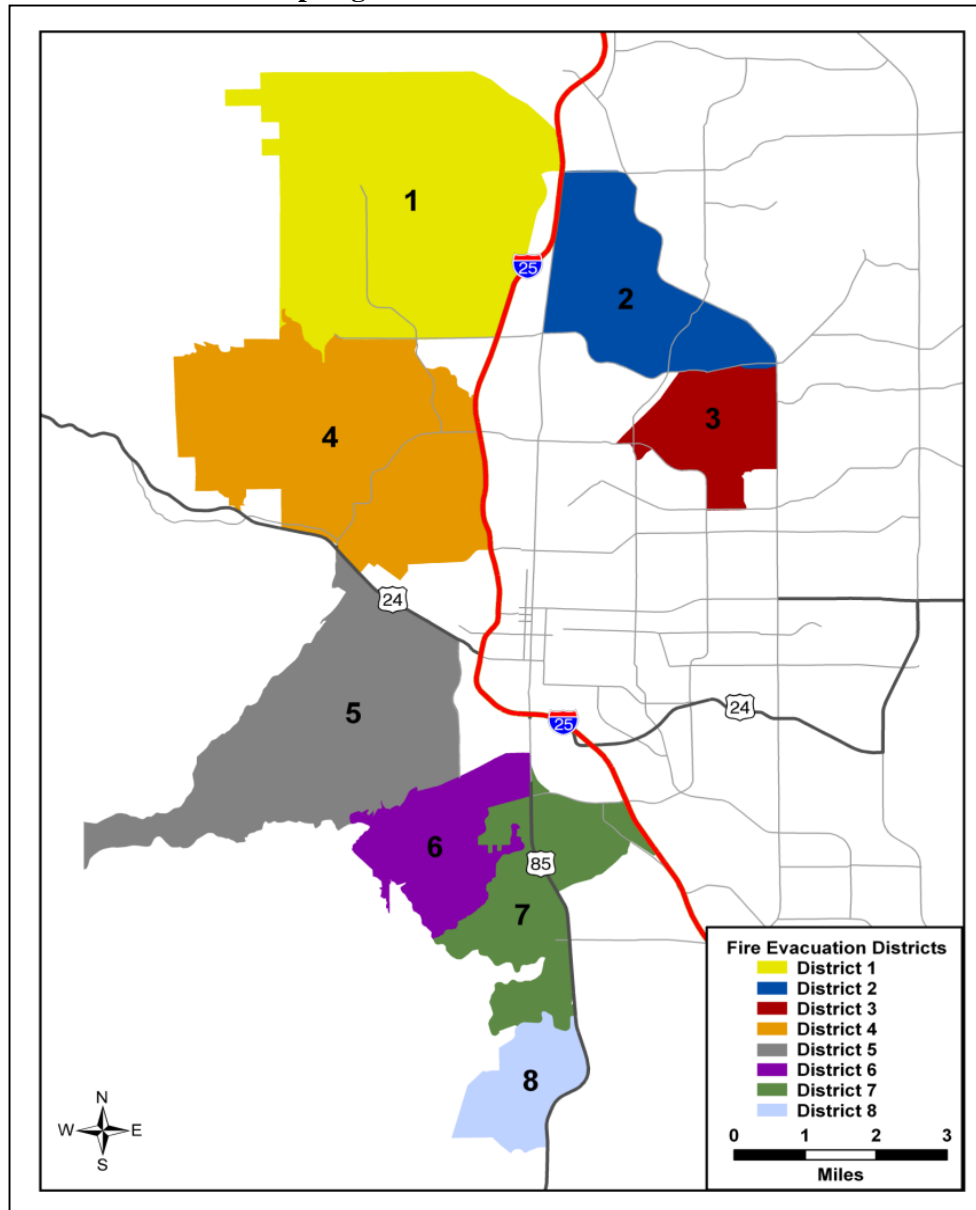 1
25
2
3
4
24
5
24
25
6
85
7
8
N
W E
S
Fire Evacuation Districts
District 1
District 2
District 3
District 4
District 5
District 6
District 7
District 8
0 1 2 3
Miles